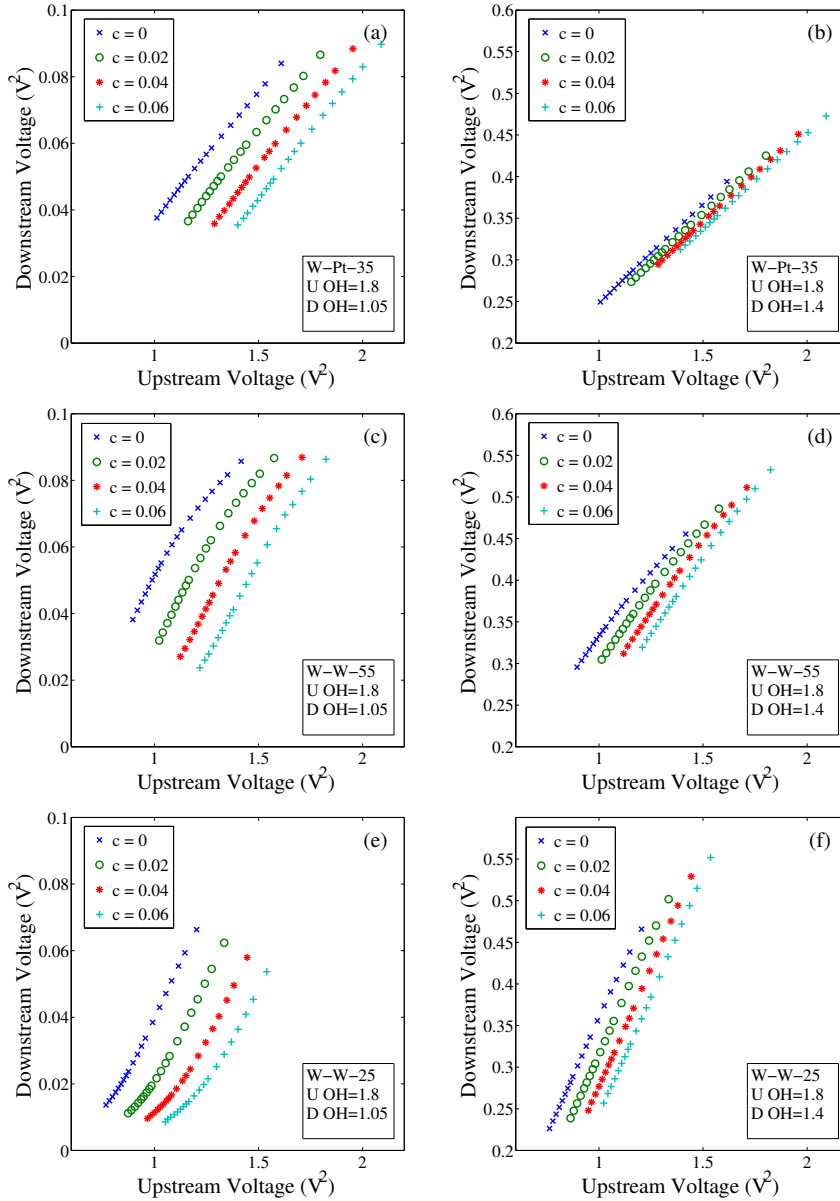 (a)
c = 0
c = 0.02
c = 0.04
c = 0.06
0.1
0.08
0.06
0.04
0.02
0
Downstream Voltage (V²)
W−Pt−35
U OH=1.8
D OH=1.05
1 1.5 2
Upstream Voltage (V²)
(b)
c = 0
c = 0.02
c = 0.04
c = 0.06
0.6
0.55
0.5
0.45
0.4
0.35
0.3
0.25
0.2
Downstream Voltage (V²)
W−Pt−35
U OH=1.8
D OH=1.4
1 1.5 2
Upstream Voltage (V²)
(c)
c = 0
c = 0.02
c = 0.04
c = 0.06
0.1
0.08
0.06
0.04
0.02
0
Downstream Voltage (V²)
W−W−55
U OH=1.8
D OH=1.05
1 1.5 2
Upstream Voltage (V²)
(d)
c = 0
c = 0.02
c = 0.04
c = 0.06
0.6
0.55
0.5
0.45
0.4
0.35
0.3
0.25
0.2
Downstream Voltage (V²)
W−W−55
U OH=1.8
D OH=1.4
1 1.5 2
Upstream Voltage (V²)
(e)
c = 0
c = 0.02
c = 0.04
c = 0.06
0.1
0.08
0.06
0.04
0.02
0
Downstream Voltage (V²)
W−W−25
U OH=1.8
D OH=1.05
1 1.5 2
Upstream Voltage (V²)
(f)
c = 0
c = 0.02
c = 0.04
c = 0.06
0.55
0.5
0.45
0.4
0.35
0.3
0.25
0.2
Downstream Voltage (V²)
W−W−25
U OH=1.8
D OH=1.4
1 1.5 2
Upstream Voltage (V²)